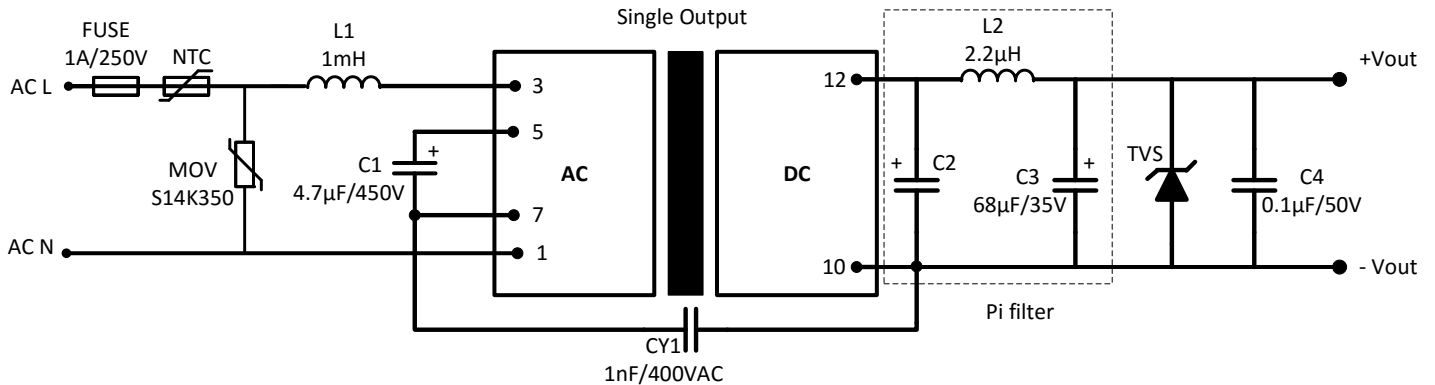 Single Output
FUSE
1A/250V
NTC
L1
1mH
L2
2.2µH
AC L
3
12
+Vout
5
MOV
S14K350
C1
+
4.7µF/450V
AC
DC
+
C2
C3
+
68µF/35V
TVS
C4
0.1µF/50V
7
AC N
1
10
- Vout
Pi filter
CY1
1nF/400VAC